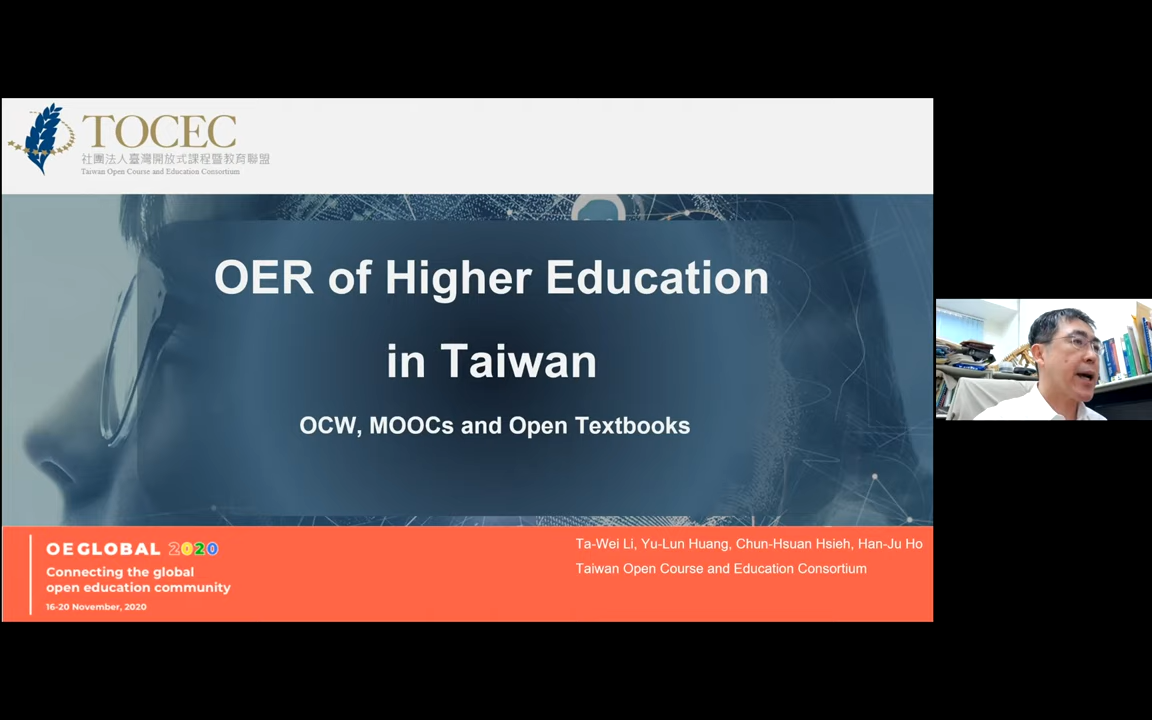 TOCEC
社團法人臺灣開放式課程暨教育聯盟
Taiwan Open Course and Education Consortium
OER of Higher Education
in Taiwan
OCW, MOOCs and Open Textbooks
OEGLOBAL 2020
Connecting the global
open education community
16-20 November, 2020
Ta-Wei Li, Yu-Lun Huang, Chun-Hsuan Hsieh, Han-Ju Ho
Taiwan Open Course and Education Consortium